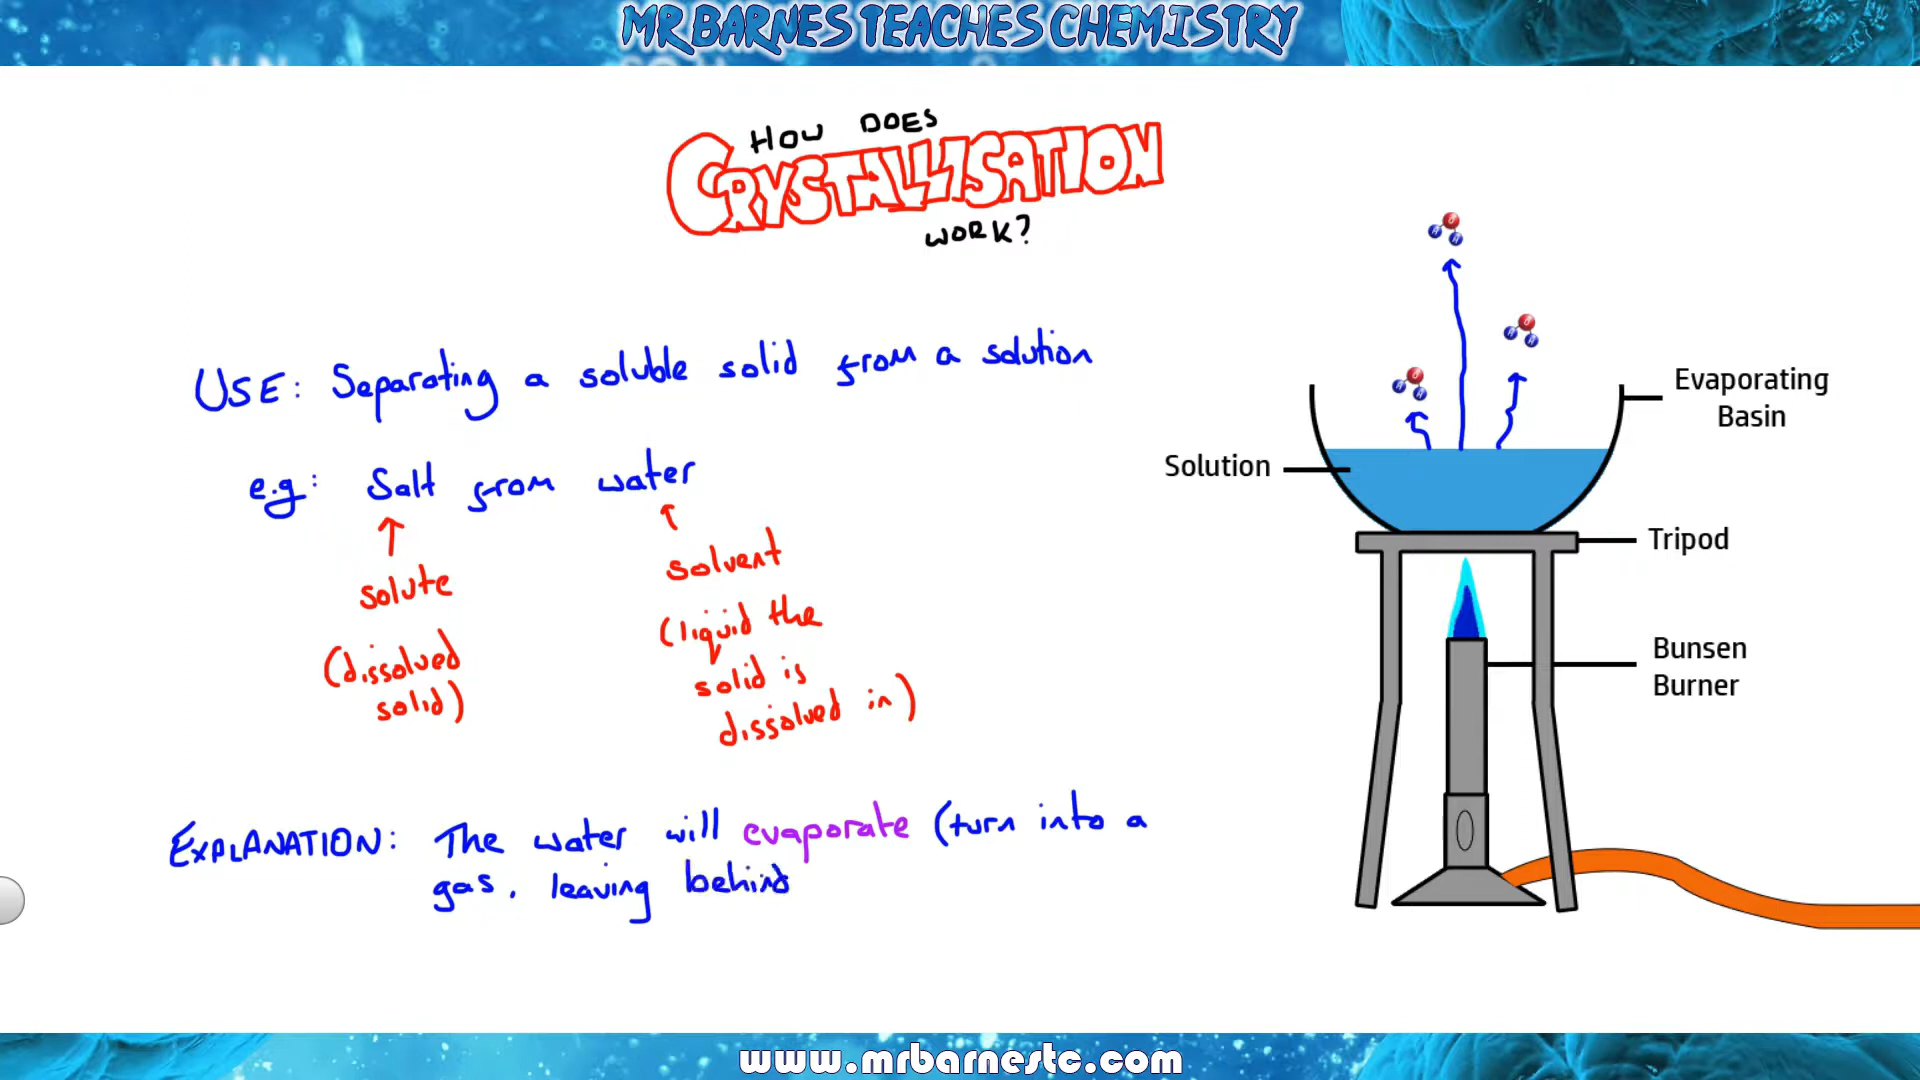 MR BARNES TEACHES CHEMISTRY
HOW DOES
CRYSTALLISATION
WORK?
USE: Separating a soluble solid from a solution
e.g: Salt from water
solute
(dissolved
solid)
solvent
(liquid the
solid is
dissolved in)
EXPLANATION: The water will evaporate (turn into a
gas, leaving behind
O
H
H
O
H
H
O
H
H
Evaporating
Basin
Solution
Tripod
Bunsen
Burner
www.mrbarnestc.com